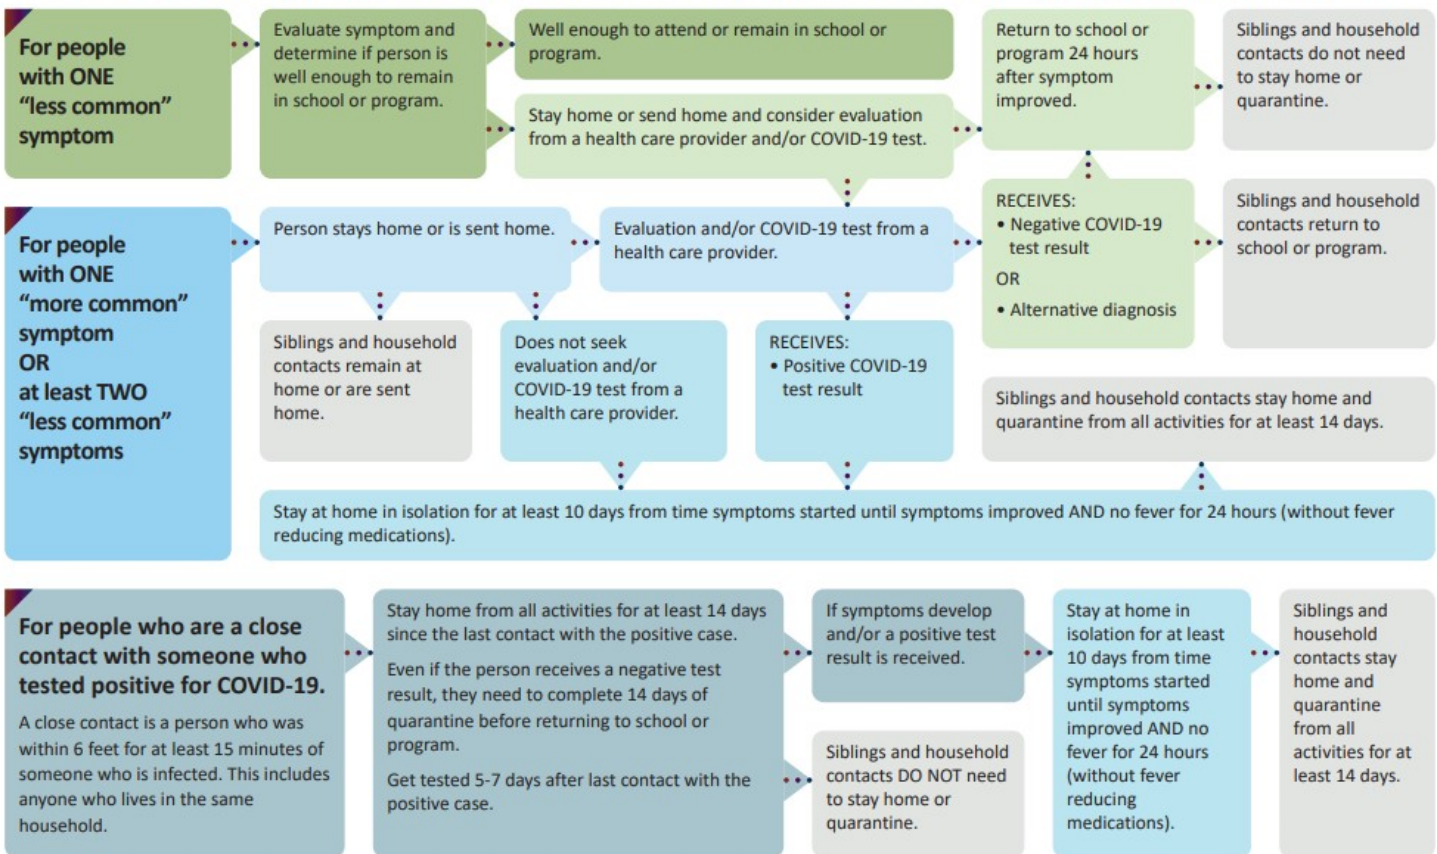 For people
with ONE
“less common”
symptom
Evaluate symptom and
determine if person is
well enough to remain
in school or program.
Well enough to attend or remain in school or
program.
Stay home or send home and consider evaluation
from a health care provider and/or COVID-19 test.
Return to school or
program 24 hours
after symptom
improved.
Siblings and household
contacts do not need
to stay home or
quarantine.
For people
with ONE
“more common”
symptom
OR
at least TWO
“less common”
symptoms
Person stays home or is sent home.
Evaluation and/or COVID-19 test from a
health care provider.
RECEIVES:
• Negative COVID-19
test result
OR
• Alternative diagnosis
Siblings and household
contacts return to
school or program.
Siblings and household
contacts remain at
home or are sent
home.
Does not seek
evaluation and/or
COVID-19 test from a
health care provider.
RECEIVES:
• Positive COVID-19
test result
Siblings and household contacts stay home and
quarantine from all activities for at least 14 days.
Stay at home in isolation for at least 10 days from time symptoms started until symptoms improved AND no fever for 24 hours (without fever
reducing medications).
For people who are a close
contact with someone who
tested positive for COVID-19.
A close contact is a person who was
within 6 feet for at least 15 minutes of
someone who is infected. This includes
anyone who lives in the same
household.
Stay home from all activities for at least 14 days
since the last contact with the positive case.
Even if the person receives a negative test
result, they need to complete 14 days of
quarantine before returning to school or
program.
Get tested 5-7 days after last contact with the
positive case.
If symptoms develop
and/or a positive test
result is received.
Siblings and household
contacts DO NOT need
to stay home or
quarantine.
Stay at home in
isolation for at least
10 days from time
symptoms started
until symptoms
improved AND no
fever for 24 hours
(without fever
reducing
medications).
Siblings and
household
contacts stay
home and
quarantine
from all
activities for at
least 14 days.